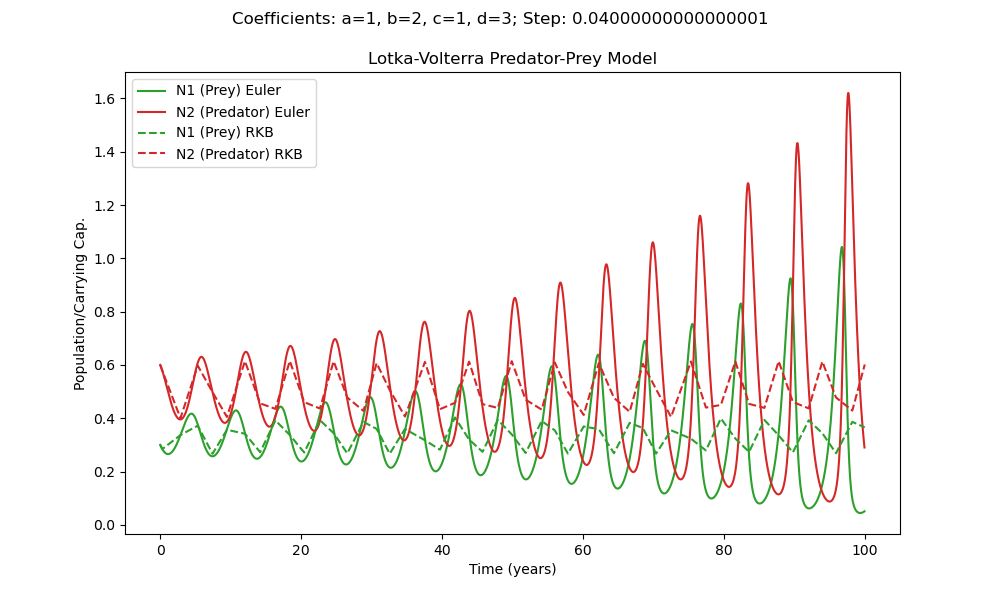 Coefficients: a=1, b=2, c=1, d=3; Step: 0.04000000000000001
Lotka-Volterra Predator-Prey Model
N1 (Prey) Euler
N2 (Predator) Euler
N1 (Prey) RKB
N2 (Predator) RKB
Population/Carrying Cap.
1.6
1.4
1.2
1.0
0.8
0.6
0.4
0.2
0.0
0 20 40 60 80 100
Time (years)